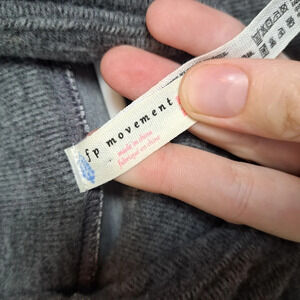 fp movement
made in china
fabriqué en chine